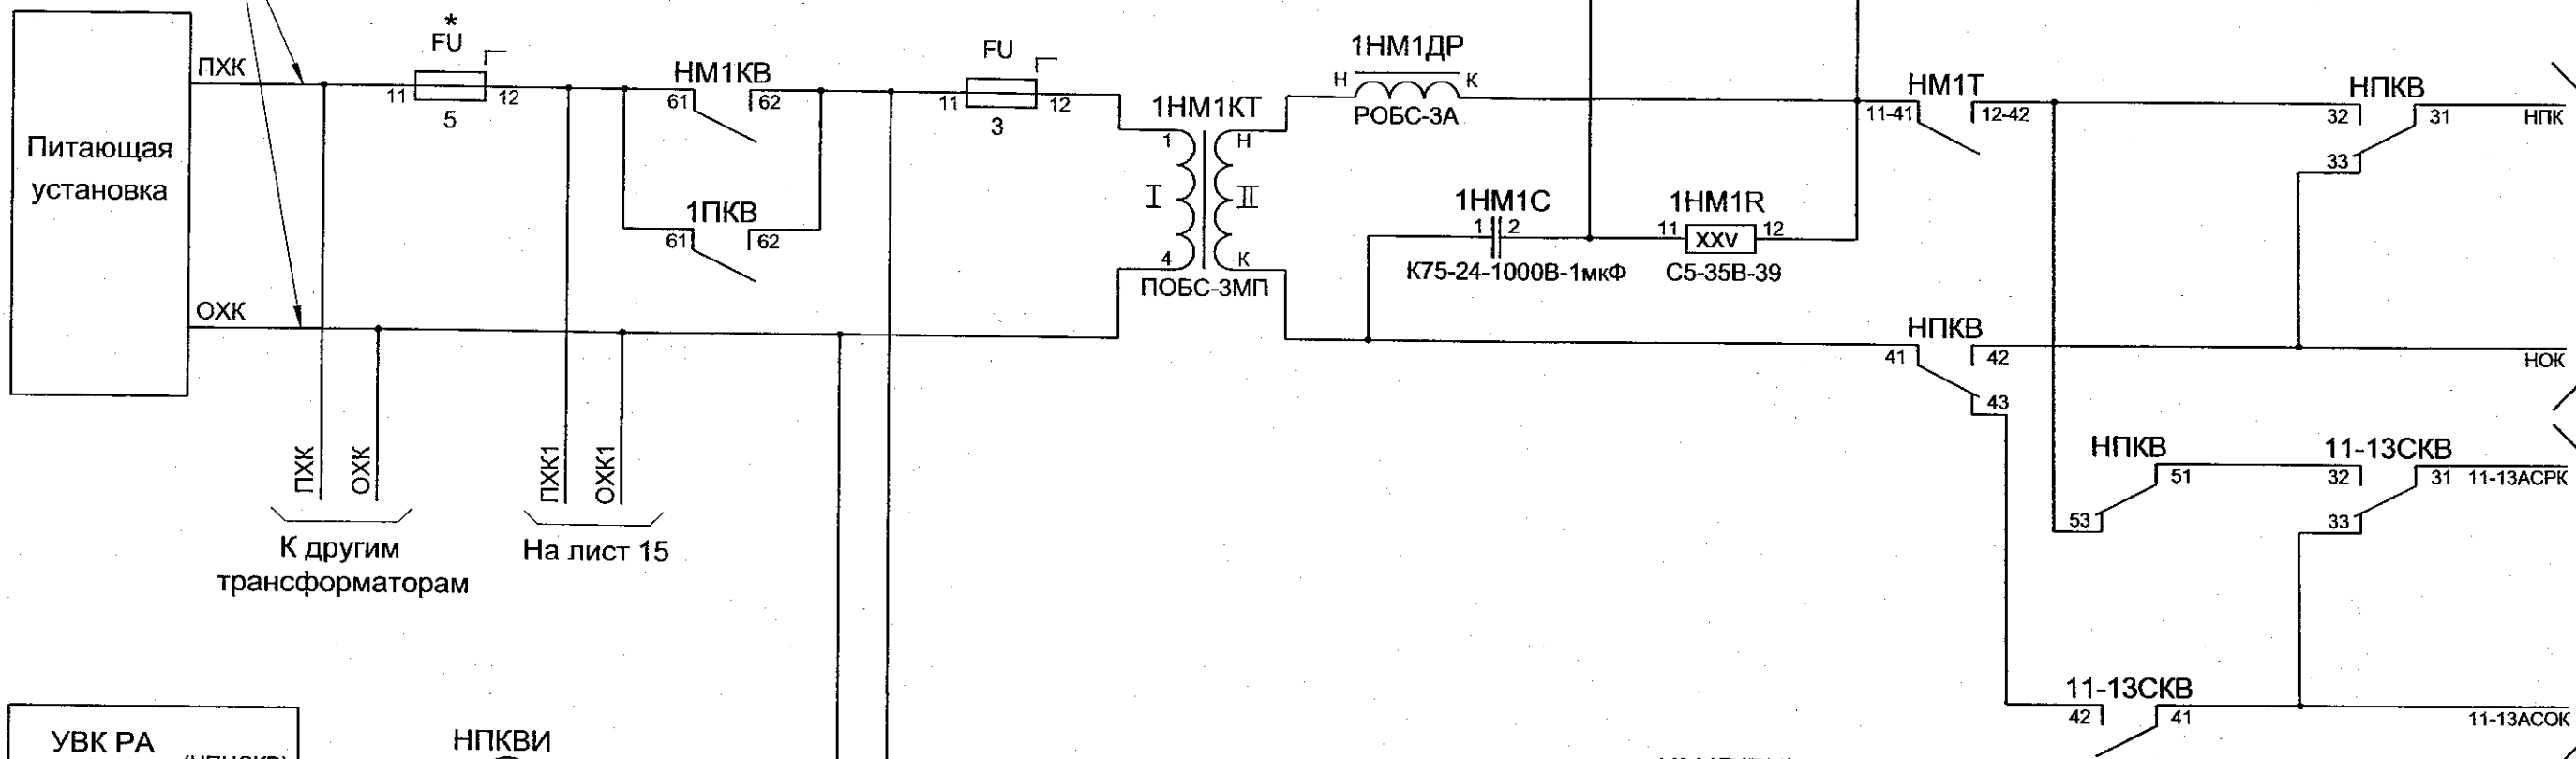 Питающая
установка
ПХК
*
FU
11
12
5
НМ1КВ
61
62
1ПКВ
61
62
FU
11
12
3
1НМ1КТ
1
Н
I
II
4
К
ПОБС-3МП
1НМ1ДР
Н
К
РОБС-3А
1НМ1С
1
2
К75-24-1000В-1мкФ
1НМ1R
11
12
XXV
С5-35В-39
НМ1Т
11-41
12-42
НПКВ
32
31
33
НПК
ОХК
НПКВ
41
42
43
НОК
ПХК
ОХК
К другим
трансформаторам
ПХК1
ОХК1
На лист 15
НПКВ
51
53
11-13СКВ
32
31
33
11-13АСРК
11-13СКВ
42
41
11-13АСОК
УВК РА
НПКВИ